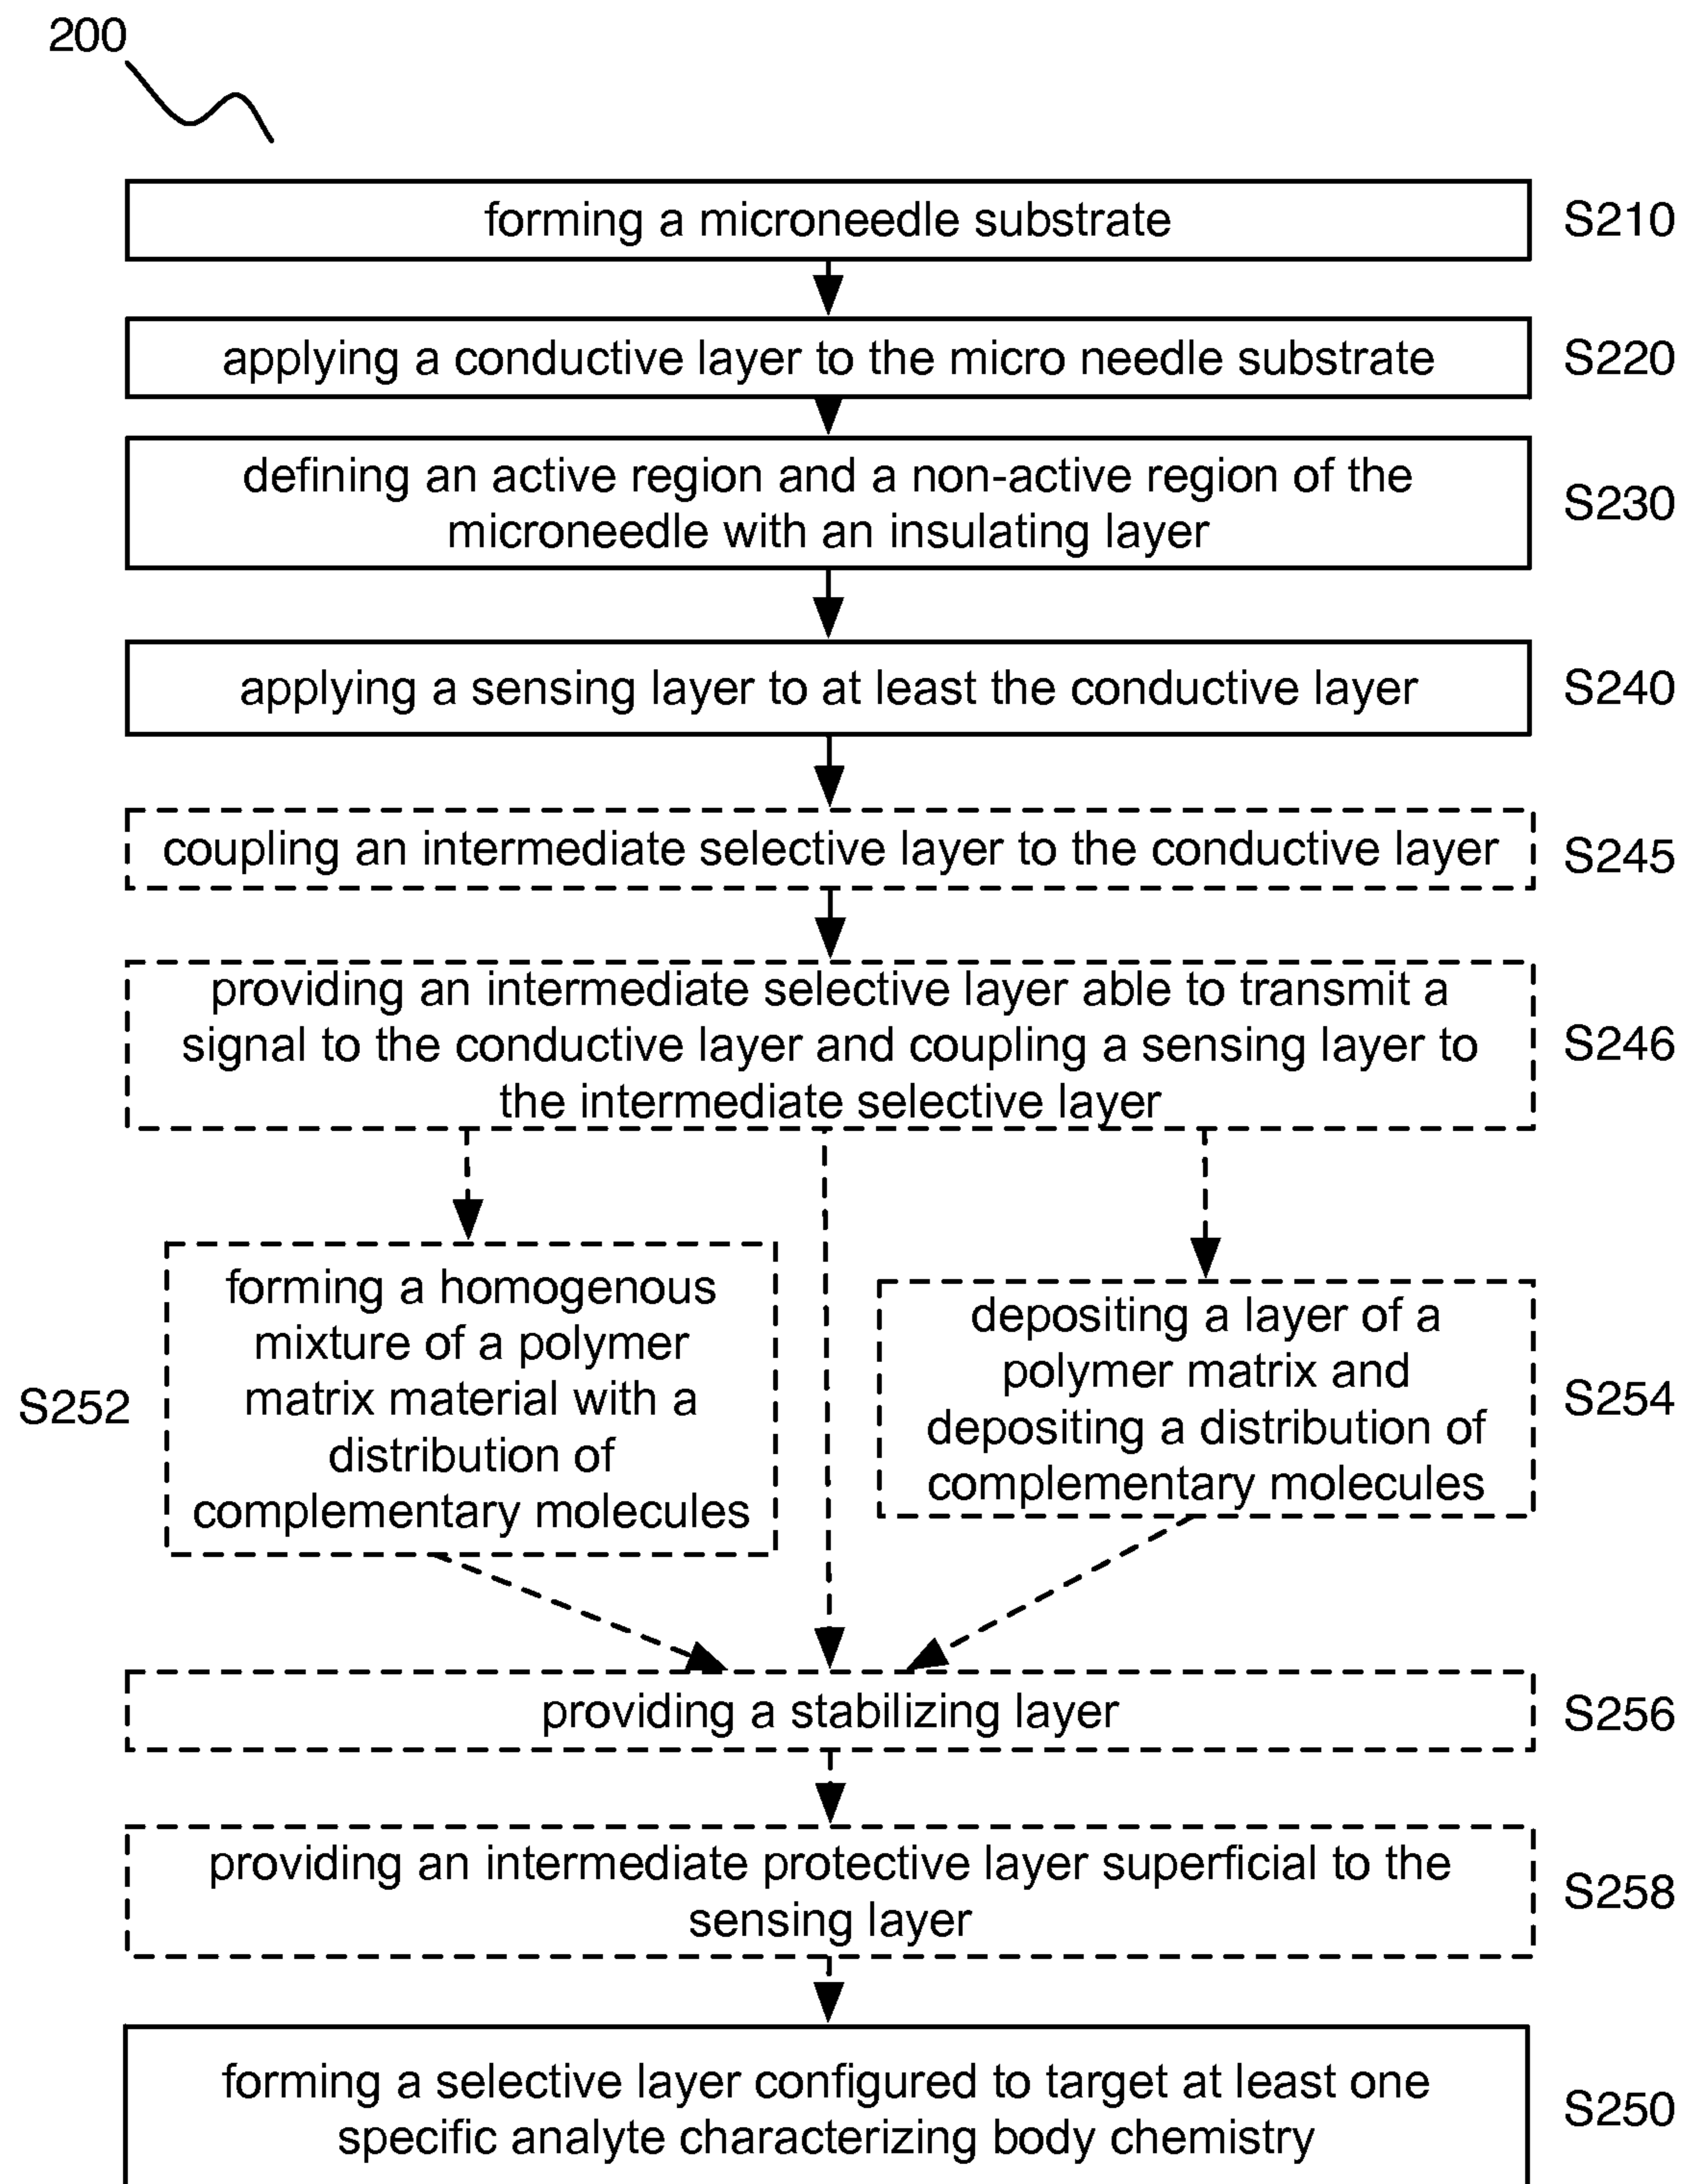 200
forming a microneedle substrate
S210
applying a conductive layer to the micro needle substrate
S220
defining an active region and a non-active region of the
microneedle with an insulating layer
S230
applying a sensing layer to at least the conductive layer
S240
coupling an intermediate selective layer to the conductive layer
S245
providing an intermediate selective layer able to transmit a
signal to the conductive layer and coupling a sensing layer to
the intermediate selective layer
S246
S252
forming a homogenous
mixture of a polymer
matrix material with a
distribution of
complementary molecules
depositing a layer of a
polymer matrix and
depositing a distribution of
complementary molecules
S254
providing a stabilizing layer
S256
providing an intermediate protective layer superficial to the
sensing layer
S258
forming a selective layer configured to target at least one
specific analyte characterizing body chemistry
S250